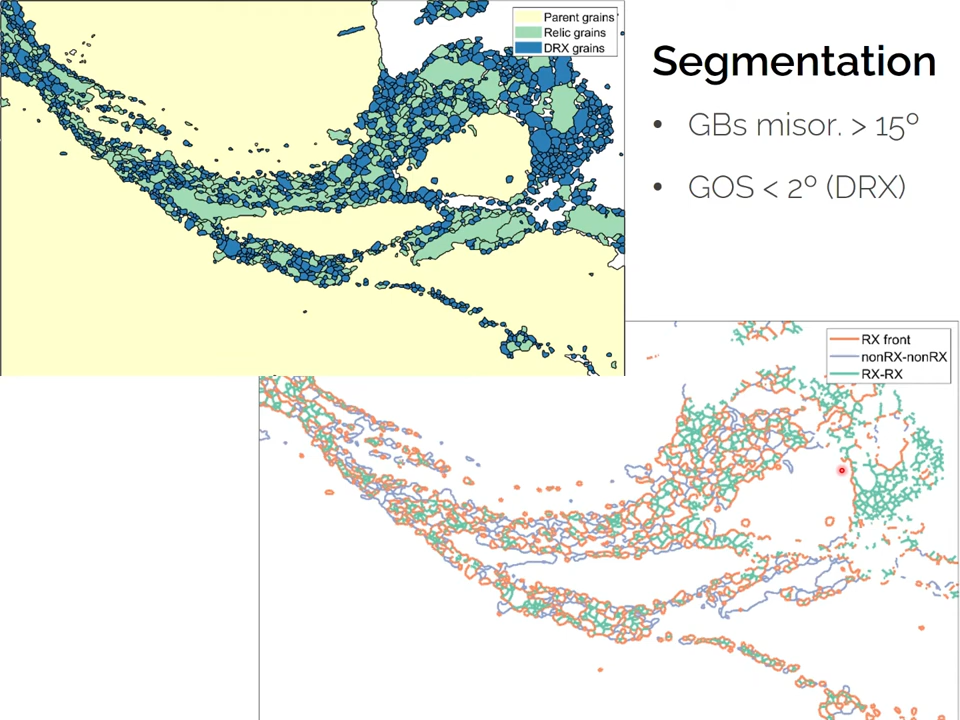 Parent grains
Relic grains
DRX grains
Segmentation
• GBs misor. > 15º
• GOS < 2º (DRX)
RX front
nonRX-nonRX
RX-RX